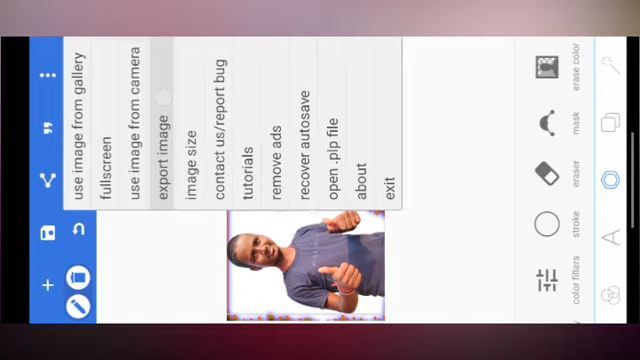 use image from gallery
fullscreen
use image from camera
export image
image size
contact us/report bug
tutorials
remove ads
recover autosave
open .plp file
about
exit
erase color
mask
eraser
stroke
color filters